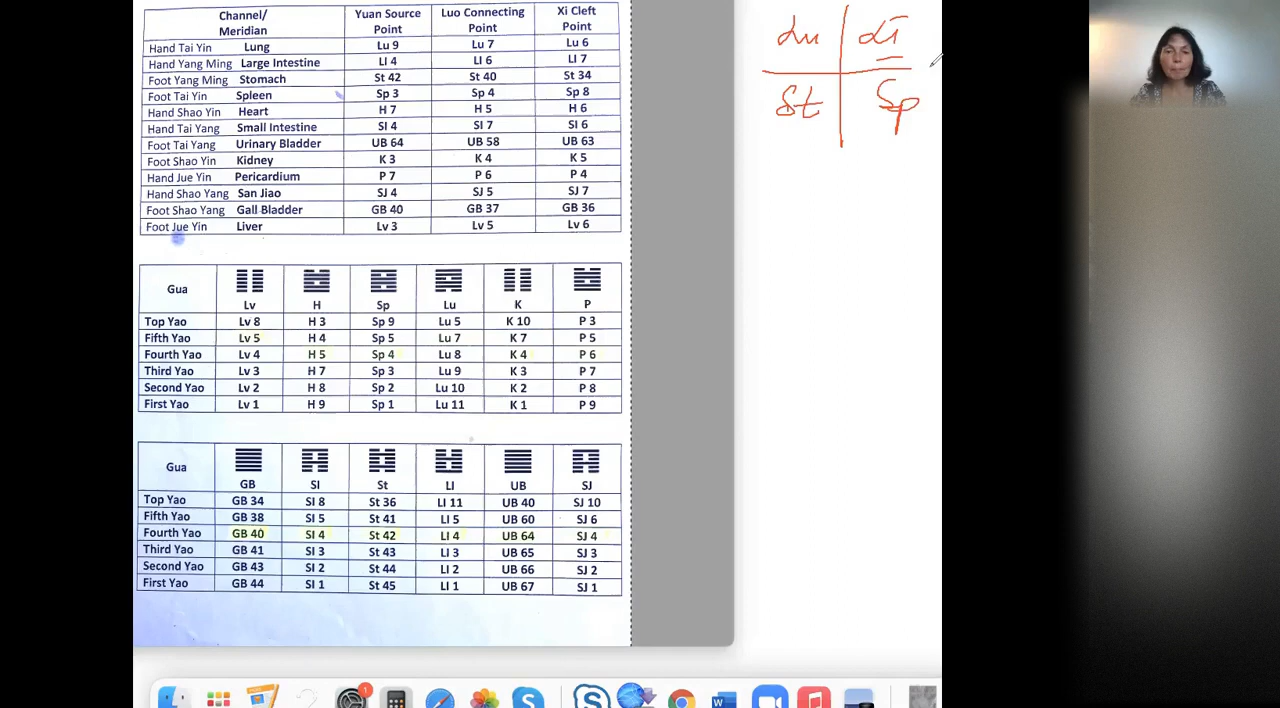 Channel/ Meridian Yuan Source Point Luo Connecting Point Xi Cleft Point
Hand Tai Yin Lung Lu 9 Lu 7 Lu 6
Hand Yang Ming Large Intestine LI 4 LI 6 LI 7
Foot Yang Ming Stomach St 42 St 40 St 34
Foot Tai Yin Spleen Sp 3 Sp 4 Sp 8
Hand Shao Yin Heart H 7 H 5 H 6
Hand Tai Yang Small Intestine SI 4 SI 7 SI 6
Foot Tai Yang Urinary Bladder UB 64 UB 58 UB 63
Foot Shao Yin Kidney K 3 K 4 K 5
Hand Jue Yin Pericardium P 7 P 6 P 4
Hand Shao Yang San Jiao SJ 4 SJ 5 SJ 7
Foot Shao Yang Gall Bladder GB 40 GB 37 GB 36
Foot Jue Yin Liver Lv 3 Lv 5 Lv 6
Gua Lv H Sp Lu K P
Top Yao Lv 8 H 3 Sp 9 Lu 5 K 10 P 3
Fifth Yao Lv 5 H 4 Sp 5 Lu 7 K 7 P 5
Fourth Yao Lv 4 H 5 Sp 4 Lu 8 K 4 P 6
Third Yao Lv 3 H 7 Sp 3 Lu 9 K 3 P 7
Second Yao Lv 2 H 8 Sp 2 Lu 10 K 2 P 8
First Yao Lv 1 H 9 Sp 1 Lu 11 K 1 P 9
Gua GB SI St LI UB SJ
Top Yao GB 34 SI 8 St 36 LI 11 UB 40 SJ 10
Fifth Yao GB 38 SI 5 St 41 LI 5 UB 60 SJ 6
Fourth Yao GB 40 SI 4 St 42 LI 4 UB 64 SJ 4
Third Yao GB 41 SI 3 St 43 LI 3 UB 65 SJ 3
Second Yao GB 43 SI 2 St 44 LI 2 UB 66 SJ 2
First Yao GB 44 SI 1 St 45 LI 1 UB 67 SJ 1
Lu LI
St Sp
1